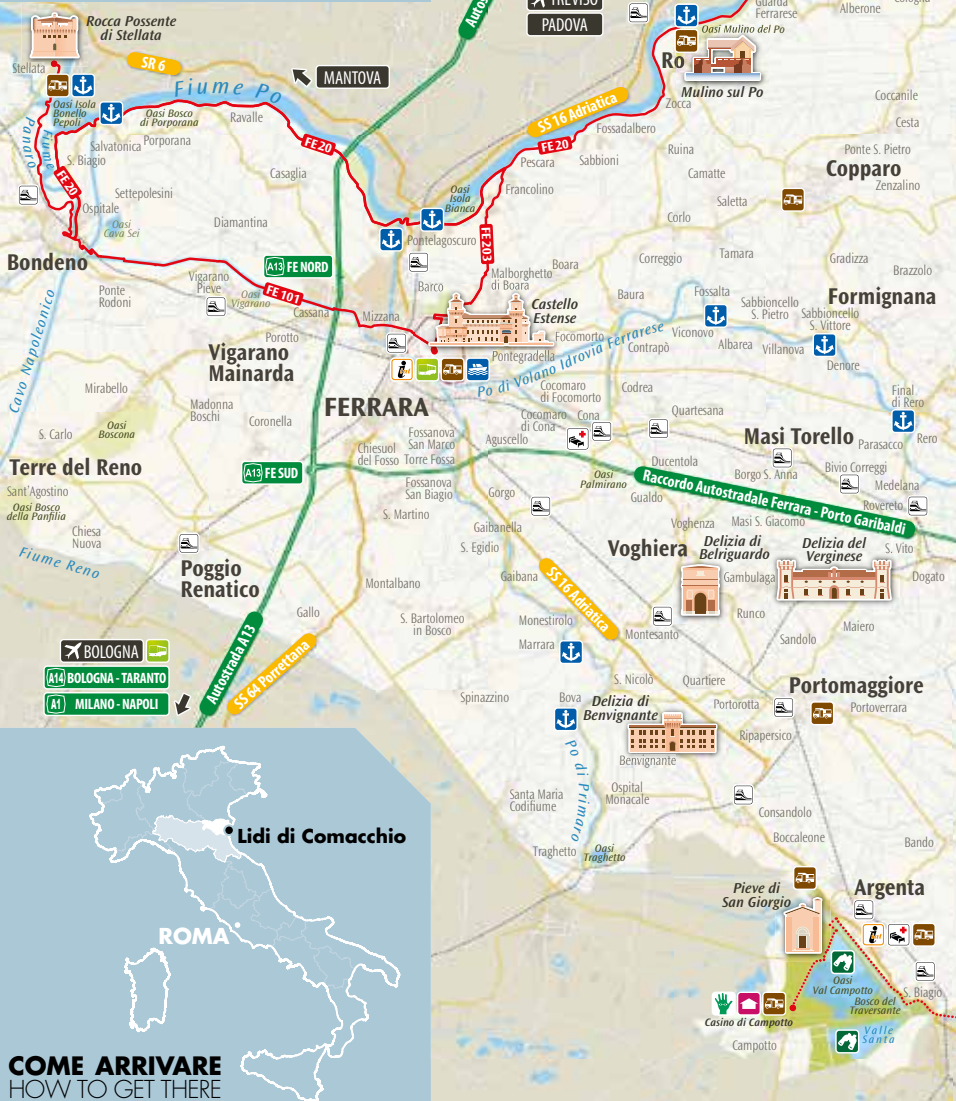 TREVISO
PADOVA
Guarda
Ferrarese
Alberone
Rocca Possente
di Stellata
Stellata
SR 6
MANTOVA
Fiume Po
Oasi Mulino del Po
Ro
Mulino sul Po
Zocca
Coccanile
Cesta
SS 16 Adriatica
Fossadalbero
FE 20
Oasi Isola
Bonello
Pepoli
Oasi Bosco
di Porporana
Ravalle
Salvatonica
Porporana
S. Biagio
Fiume
Panaro
FE 20
FE 20
Casaglia
Settepolesini
Ospitale
Oasi
Cava Sei
Diamantina
Pescara
Sabbioni
Francolino
Oasi
Isola
Bianca
Ruina
Camatte
Ponte S. Pietro
Copparo
Zenzalino
Saletta
Corlo
Pontelagoscuro
FE 203
Correggio
Tamara
Gradizza
Brazzolo
Formignana
Bondeno
A13 FE NORD
Ponte
Rodoni
Vigarano
Pieve
Oasi
Vigarano
FE 101
Cassana
Mizzana
Barco
Malborghetto
di Boara
Boara
Castello
Estense
Baura
Fossalta
Sabbioncello
S. Pietro
Sabbioncello
S. Vittore
Viconovo
Albarea
Villanova
Denore
Contrapò
Focomorto
Pontegradella
Po di Volano Idrovia Ferrarese
Cavo Napoleonico
Porotto
Vigarano
Mainarda
Mirabello
Madonna
Boschi
Coronella
FERRARA
Cocomaro
di Focomorto
Codrea
Cocomaro
di Cona
Cona
Quartesana
Final
di Rero
Rero
Parasacco
Masi Torello
S. Carlo
Oasi
Boscona
Terre del Reno
A13 FE SUD
Chiesuol
del Fosso
Fossanova
San Marco
Torre Fossa
Fossanova
San Biagio
Aguscello
Gorgo
Oasi
Palmirano
Ducentola
Gualdo
Borgo S. Anna
Bivio Correggi
Medelana
Rovereto
Raccordo Autostradale Ferrara - Porto Garibaldi
Sant'Agostino
Oasi Bosco
della Panfilia
Chiesa
Nuova
Fiume Reno
S. Martino
Gaibanella
S. Egidio
Gaibana
Voghenza
Masi S. Giacomo
Voghiera
Delizia di
Belriguardo
Delizia del
Verginese
S. Vito
Dogato
Gambulaga
Runco
Maiero
Sandolo
Poggio
Renatico
Montalbano
Gallo
S. Bartolomeo
in Bosco
SS 16 Adriatica
Monestirolo
Marrara
Montesanto
BOLOGNA
A14 BOLOGNA - TARANTO
A1 MILANO - NAPOLI
Autostrada A13
SS 64 Porrettana
Spinazzino
Bova
S. Nicolò
Quartiere
Portorotta
Portomaggiore
Portoverrara
Delizia di
Benvignante
Benvignante
Ripapersico
Po di Primaro
Santa Maria
Codifiume
Ospital
Monacale
Consandolo
Boccaleone
Bando
Traghetto
Oasi
Traghetto
Pieve di
San Giorgio
Argenta
Oasi
Val Campotto
Bosco del
Traversante
S. Biagio
Casino di Campotto
Campotto
Valle
Santa
Lidi di Comacchio
ROMA
COME ARRIVARE
HOW TO GET THERE